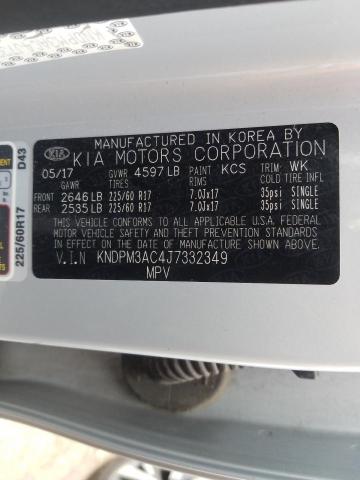 MANUFACTURED IN KOREA BY
KIA KIA MOTORS CORPORATION
05/17 GVWR 4597 LB PAINT KCS TRIM WK
GAWR TIRES RIMS COLD INFL
FRONT 2646 LB 225/60 R17 7.0Jx17 35psi SINGLE
REAR 2535 LB 225/60 R17 7.0Jx17 35psi SINGLE
THIS VEHICLE CONFORMS TO ALL APPLICABLE U.S.A. FEDERAL
MOTOR VEHICLE SAFETY, BUMPER, AND THEFT PREVENTION
STANDARDS IN EFFECT ON THE DATE OF MANUFACTURE SHOWN ABOVE.
V.I.N KNDPM3AC4J7332349
MPV
225/60R17 D43